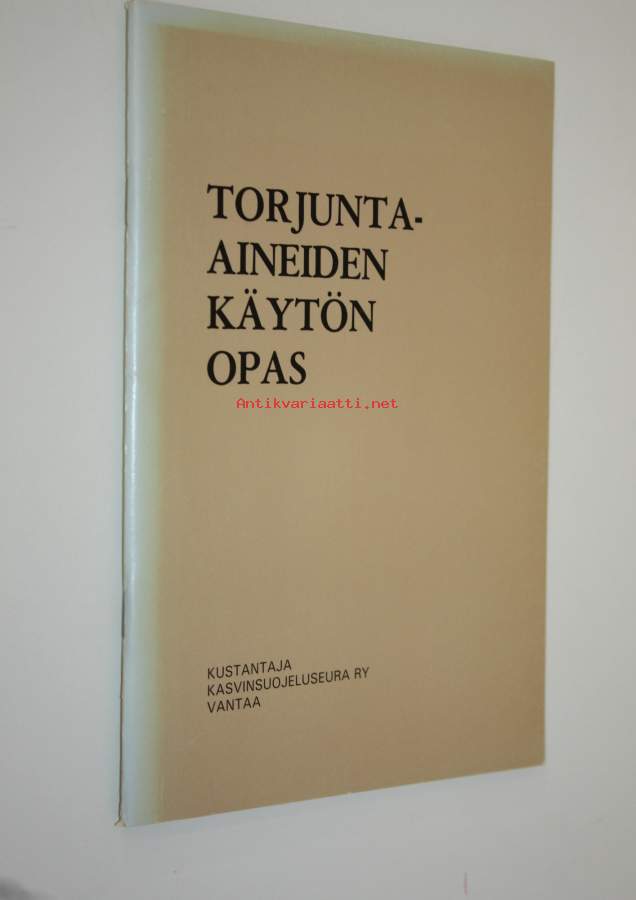 TORJUNTA-
AINEIDEN
KÄYTÖN
OPAS
Antikvariaatti.net
KUSTANTAJA
KASVINSUOJELUSEURA RY
VANTAA